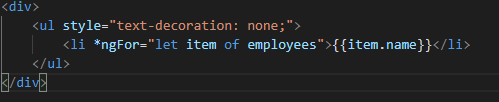 <div>
    <ul style="text-decoration: none;">
        <li *ngFor="let item of employees">{{item.name}}</li>
    </ul>
</div>